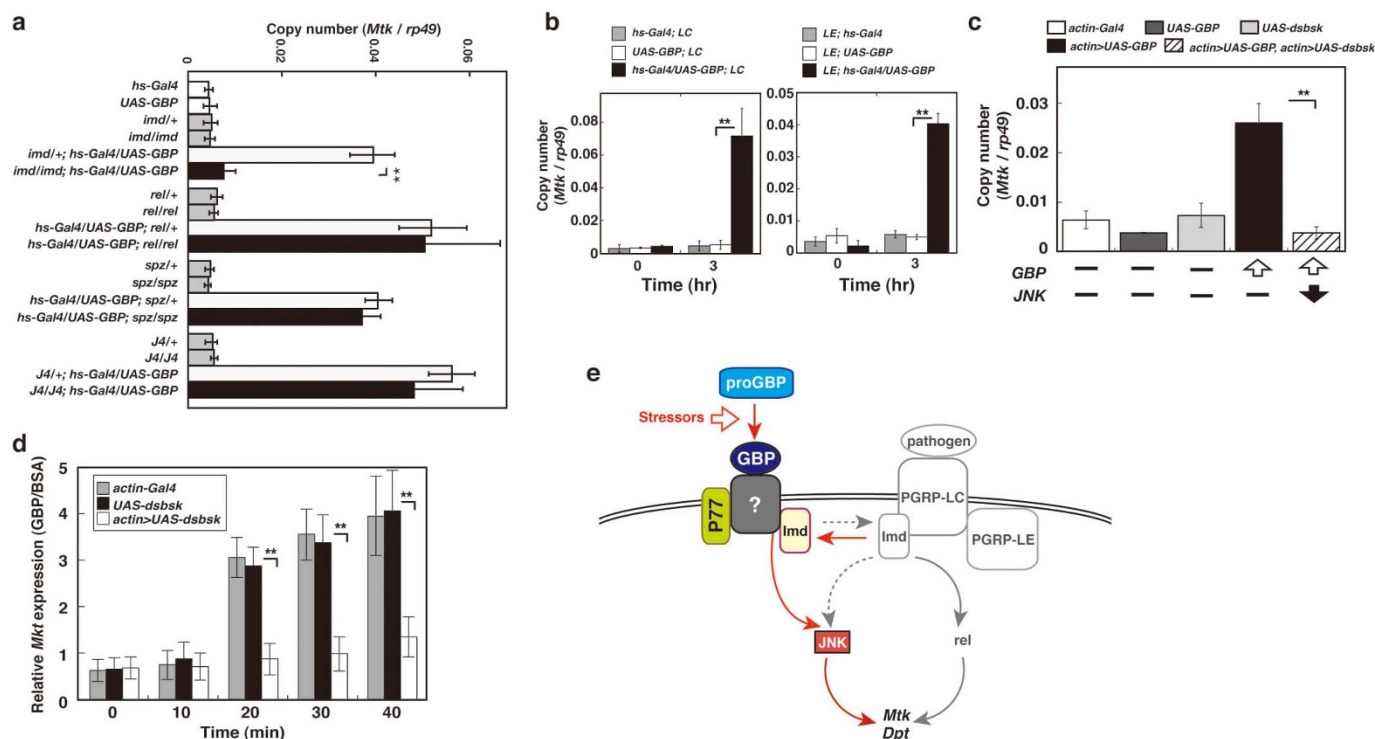 a
Copy number (Mtk / rp49)
0 0.02 0.04 0.06
hs-Gal4
UAS-GBP
imd/+
imd/imd
imd/+; hs-Gal4/UAS-GBP
imd/imd; hs-Gal4/UAS-GBP
**
rel/+
rel/rel
hs-Gal4/UAS-GBP; rel/+
hs-Gal4/UAS-GBP; rel/rel
spz/+
spz/spz
hs-Gal4/UAS-GBP; spz/+
hs-Gal4/UAS-GBP; spz/spz
J4/+
J4/J4
J4/+; hs-Gal4/UAS-GBP
J4/J4; hs-Gal4/UAS-GBP
b
hs-Gal4; LC
UAS-GBP; LC
hs-Gal4/UAS-GBP; LC
Copy number
(Mtk / rp49)
0.08
0.06
0.04
0.02
0
**
0 3
Time (hr)
LE; hs-Gal4
LE; UAS-GBP
LE; hs-Gal4/UAS-GBP
0.05
0.04
0.03
0.02
0.01
0
**
0 3
Time (hr)
c
actin-Gal4 UAS-GBP UAS-dsbsk
actin>UAS-GBP actin>UAS-GBP, actin>UAS-dsbsk
Copy number
(Mtk / rp49)
0.03
0.02
0.01
0
**
GBP
JNK
d
Relative Mkt expression (GBP/BSA)
5
4
3
2
1
0
actin-Gal4
UAS-dsbsk
actin>UAS-dsbsk
** ** **
0 10 20 30 40
Time (min)
e
proGBP
Stressors
GBP
P77
?
Imd
pathogen
PGRP-LC
Imd
PGRP-LE
JNK
rel
Mtk
Dpt